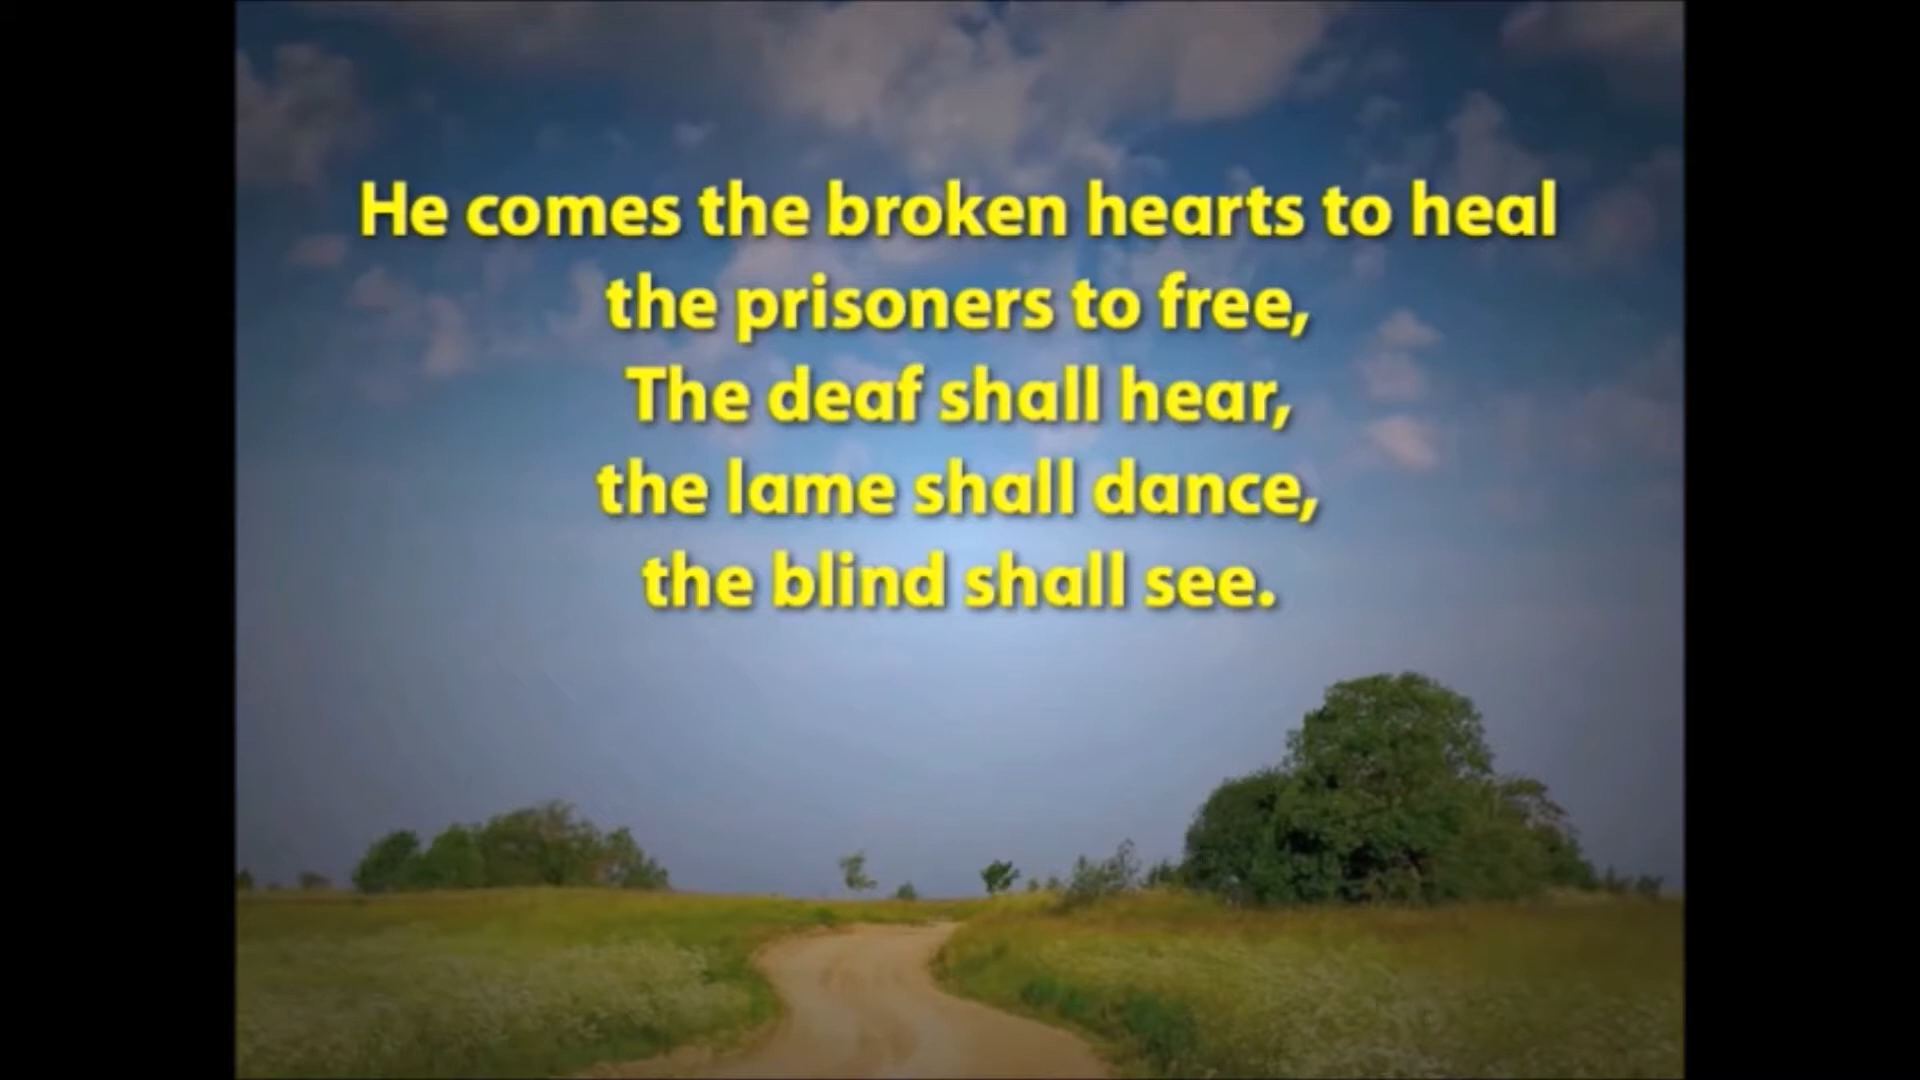 He comes the broken hearts to heal
the prisoners to free,
The deaf shall hear,
the lame shall dance,
the blind shall see.